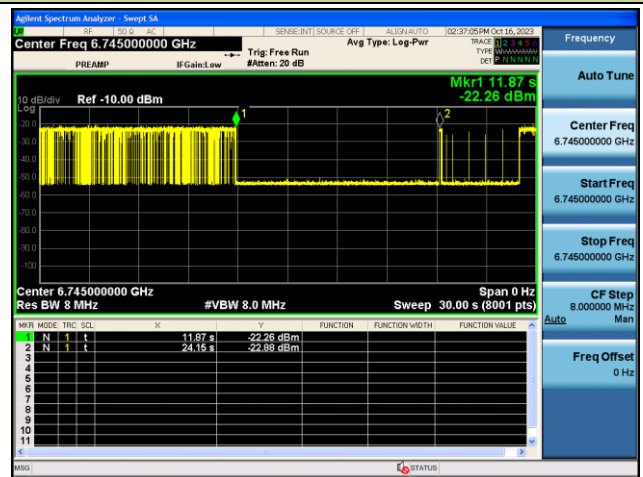 Agilent Spectrum Analyzer - Swept SA
RF 50 Ω AC SENSE:INT SOURCE OFF ALIGN AUTO 02:37:05 PM Oct 16, 2023
Center Freq 6.745000000 GHz
Avg Type: Log-Pwr
TRACE 1 2 3 4 5 6
TYPE
DET P N N N N N
PREAMP IFGain:Low
Trig: Free Run
#Atten: 20 dB
Mkr1 11.87 s
-22.26 dBm
10 dB/div Ref -10.00 dBm
Log
1
2
-20.0
-30.0
-40.0
-50.0
-60.0
-70.0
-80.0
-90.0
-100
Center 6.745000000 GHz Span 0 Hz
Res BW 8 MHz #VBW 8.0 MHz Sweep 30.00 s (8001 pts)
MKR MODE TRC SCL X Y FUNCTION FUNCTION WIDTH FUNCTION VALUE
1 N 1 t 11.87 s -22.26 dBm
2 N 1 t 24.15 s -22.88 dBm
3
4
5
6
7
8
9
10
11
MSG STATUS
Frequency
Auto Tune
Center Freq
6.745000000 GHz
Start Freq
6.745000000 GHz
Stop Freq
6.745000000 GHz
CF Step
8.000000 MHz
Auto Man
Freq Offset
0 Hz